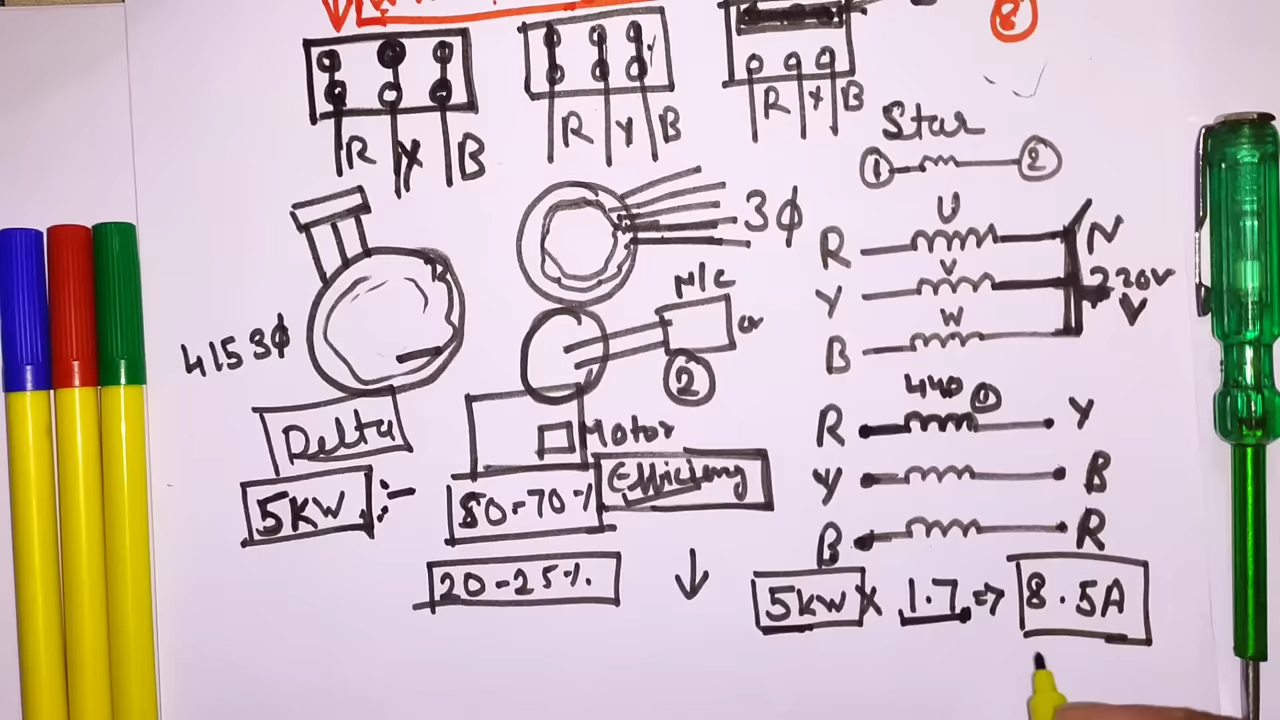 8
R Y B
R Y B
R Y B
Star
1 2
3φ
U
R N
V
Y 220V
V
W
B
M/C
2
415 3φ
440 1
R Y
Delta
Motor
Y B
Efficiency
5KW :-
80-70%
B R
20-25%.
5KW X 1.7 ⇒ 8.5A